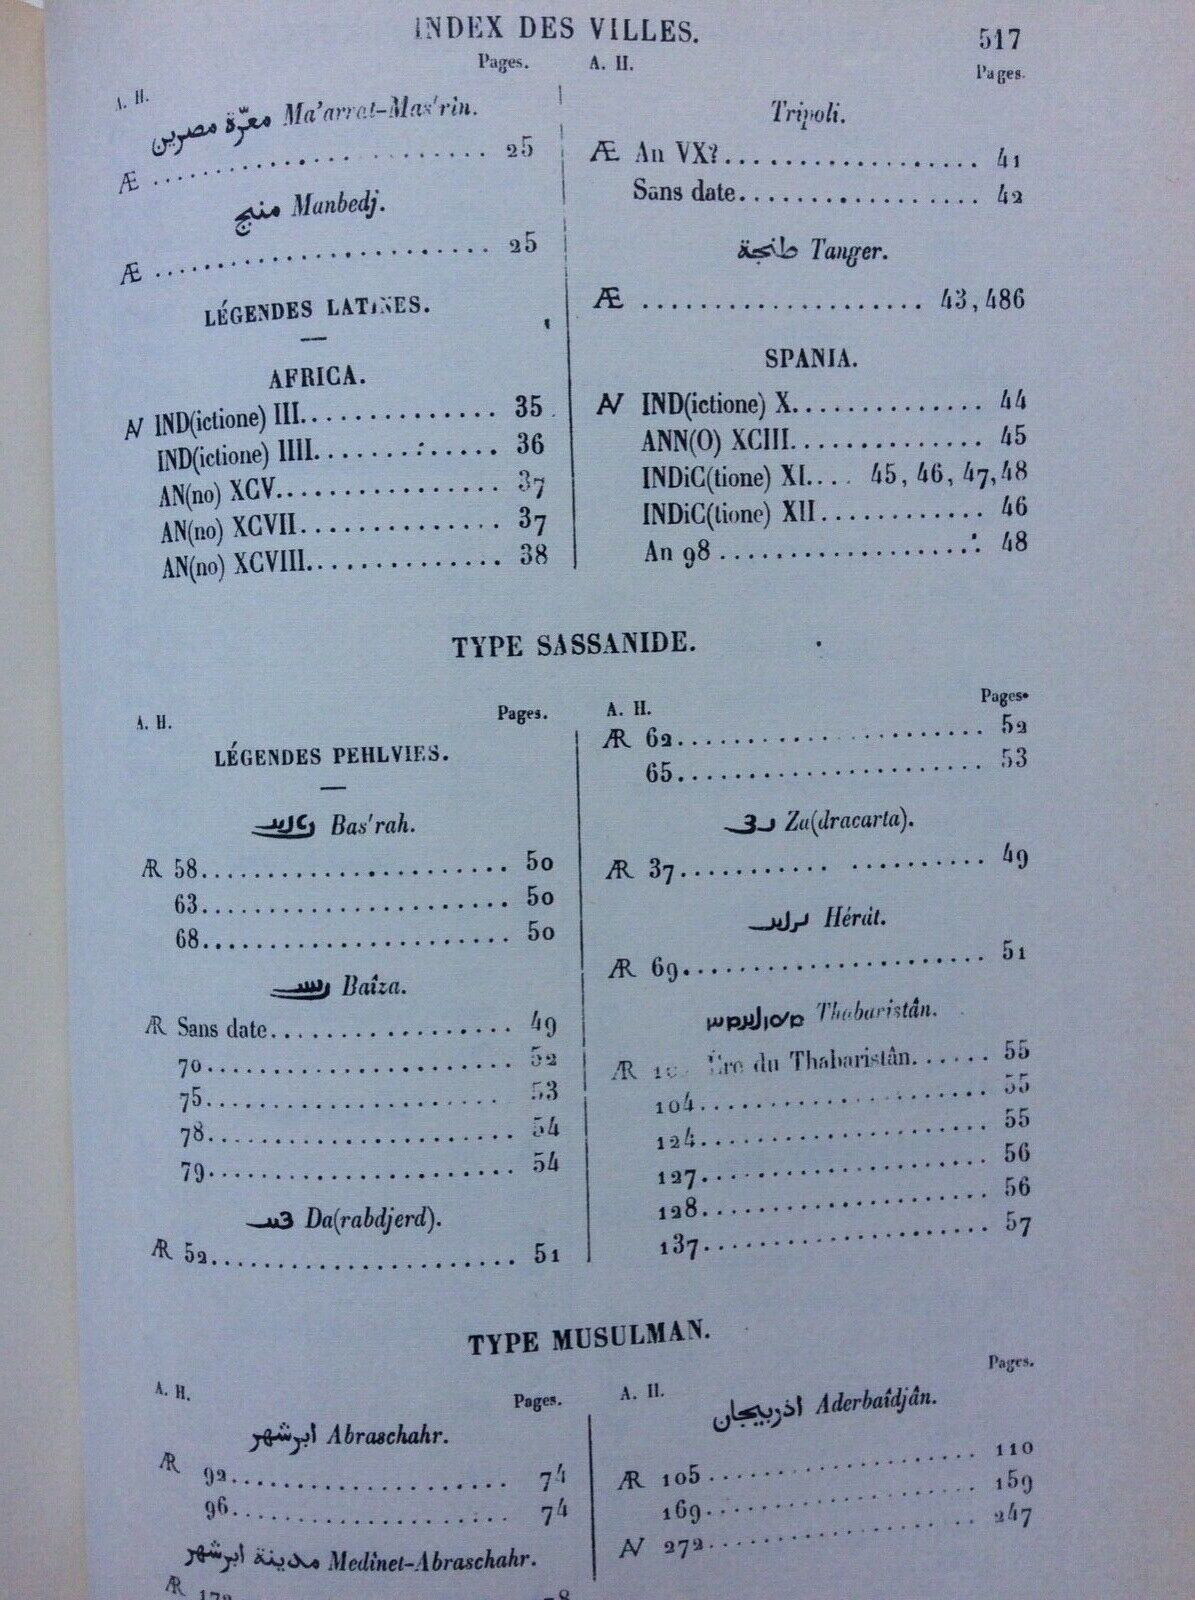 INDEX DES VILLES.
517
A. H.
Pages.
معرّة مصرين Ma'arrat-Mas'rîn.
Æ .................... 25
منبج Manbedj.
Æ .................... 25
LÉGENDES LATINES.
AFRICA.
AV IND(ictione) III............... 35
IND(ictione) IIII............... 36
AN(no) XCV............... 37
AN(no) XCVII............... 37
AN(no) XCVIII............... 38
A. H.
Pages.
Tripoli.
Æ An VX?.................. 41
Sans date.................. 42
طنجة Tanger.
Æ .................... 43, 486
SPANIA.
AV IND(ictione) X............... 44
ANN(O) XCIII............... 45
INDiC(tione) XI.... 45, 46, 47, 48
INDiC(tione) XII............... 46
An 98.................... 48
TYPE SASSANIDE.
A. H.
Pages.
LÉGENDES PEHLVIES.
Bas'rah.
AR 58.................... 50
63.................... 50
68.................... 50
Baîza.
AR Sans date.................... 49
70.................... 52
75.................... 53
78.................... 54
79.................... 54
Da(rabdjerd).
AR 52.................... 51
A. H.
Pages.
AR 62.................... 52
65.................... 53
Zu(dracarta).
AR 37.................... 49
Hérât.
AR 69.................... 51
Thabaristân.
AR Ère du Thabaristân...... 55
104.................... 55
124.................... 55
127.................... 56
128.................... 56
137.................... 57
TYPE MUSULMAN.
A. H.
Pages.
ابرشهر Abraschahr.
AR 92.................... 74
96.................... 74
مدينة ابرشهر Medînet-Abraschahr.
AR
A. H.
Pages.
اذربيجان Aderbaîdjân.
AR 105.................... 110
169.................... 159
AV 272.................... 247